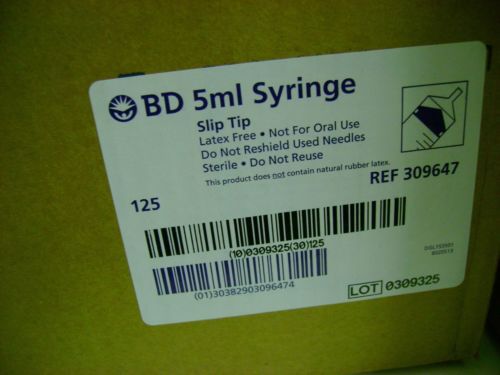 BD 5ml Syringe
Slip Tip
Latex Free • Not For Oral Use
Do Not Reshield Used Needles
Sterile • Do Not Reuse
This product does not contain natural rubber latex.
REF 309647
125
(10)0309325(30)125
(01)30382903096474
LOT 0309325